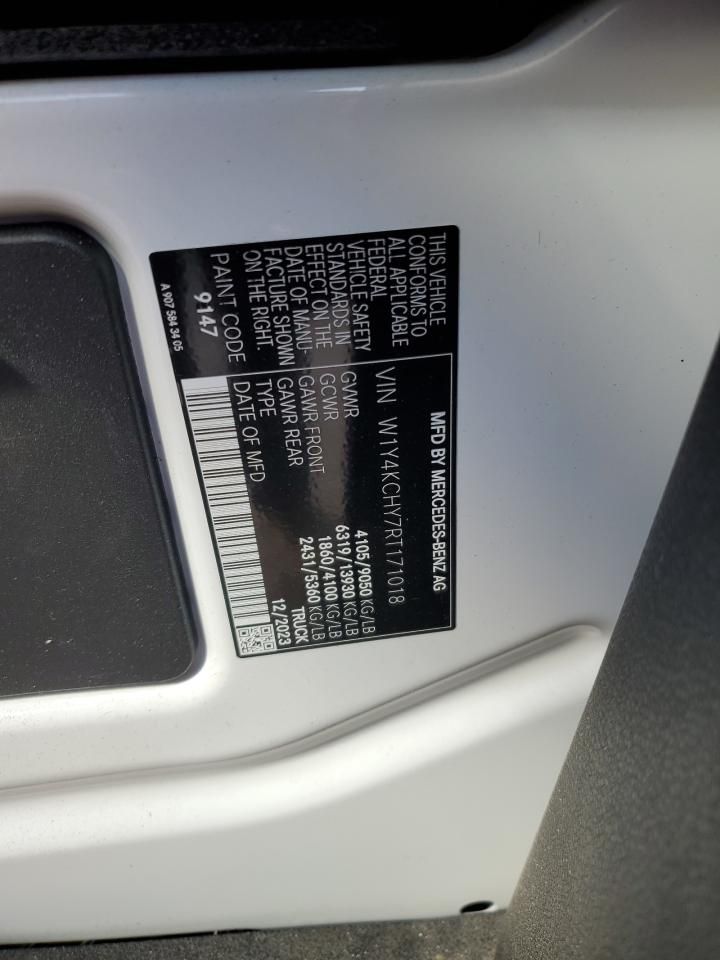 MFD BY MERCEDES-BENZ AG
VIN W1Y4KCHY7RT171018
GVWR 4105/9050 KG/LB
GCWR 6319/13930 KG/LB
GAWR FRONT 1860/4100 KG/LB
GAWR REAR 2431/5360 KG/LB
TYPE TRUCK
DATE OF MFD 12/2023
THIS VEHICLE
CONFORMS TO
ALL APPLICABLE
FEDERAL
VEHICLE SAFETY
STANDARDS IN
EFFECT ON THE
DATE OF MANU-
FACTURE SHOWN
ON THE RIGHT.
PAINT CODE
9147
A 907 584 34 05